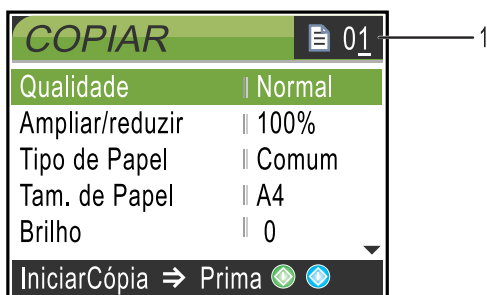 COPIAR 01 1
Qualidade Normal
Ampliar/reduzir 100%
Tipo de Papel Comum
Tam. de Papel A4
Brilho 0
IniciarCópia ➔ Prima